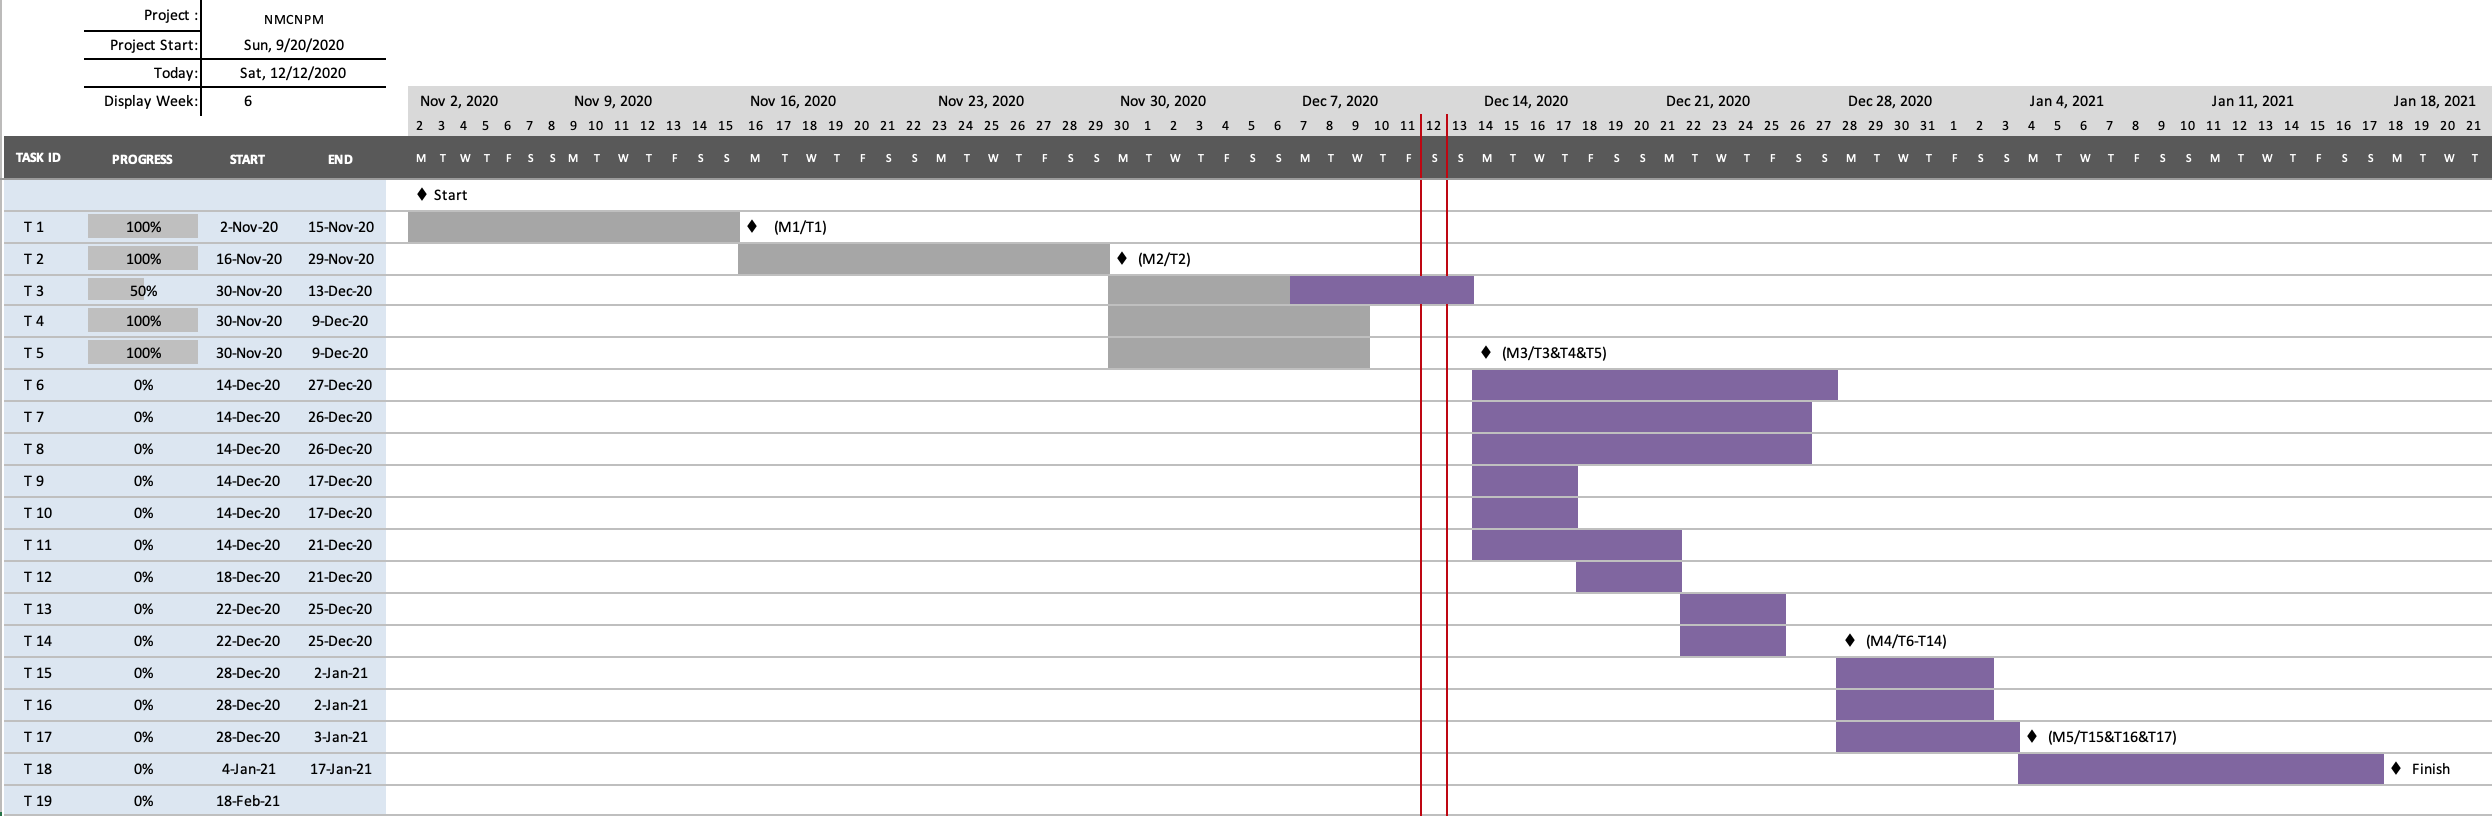 Project : NMCNPM
Project Start: Sun, 9/20/2020
Today: Sat, 12/12/2020
Display Week: 6
Nov 2, 2020 Nov 9, 2020 Nov 16, 2020 Nov 23, 2020 Nov 30, 2020 Dec 7, 2020 Dec 14, 2020 Dec 21, 2020 Dec 28, 2020 Jan 4, 2021 Jan 11, 2021 Jan 18, 2021
2 3 4 5 6 7 8 9 10 11 12 13 14 15 16 17 18 19 20 21 22 23 24 25 26 27 28 29 30 1 2 3 4 5 6 7 8 9 10 11 12 13 14 15 16 17 18 19 20 21 22 23 24 25 26 27 28 29 30 31 1 2 3 4 5 6 7 8 9 10 11 12 13 14 15 16 17 18 19 20 21
TASK ID PROGRESS START END M T W T F S S M T W T F S S M T W T F S S M T W T F S S M T W T F S S M T W T F S S M T W T F S S M T W T F S S M T W T F S S M T W T F S S M T W T F S S M T W T
Start
T 1 100% 2-Nov-20 15-Nov-20 (M1/T1)
T 2 100% 16-Nov-20 29-Nov-20 (M2/T2)
T 3 50% 30-Nov-20 13-Dec-20
T 4 100% 30-Nov-20 9-Dec-20
T 5 100% 30-Nov-20 9-Dec-20 (M3/T3&T4&T5)
T 6 0% 14-Dec-20 27-Dec-20
T 7 0% 14-Dec-20 26-Dec-20
T 8 0% 14-Dec-20 26-Dec-20
T 9 0% 14-Dec-20 17-Dec-20
T 10 0% 14-Dec-20 17-Dec-20
T 11 0% 14-Dec-20 21-Dec-20
T 12 0% 18-Dec-20 21-Dec-20
T 13 0% 22-Dec-20 25-Dec-20
T 14 0% 22-Dec-20 25-Dec-20 (M4/T6-T14)
T 15 0% 28-Dec-20 2-Jan-21
T 16 0% 28-Dec-20 2-Jan-21
T 17 0% 28-Dec-20 3-Jan-21 (M5/T15&T16&T17)
T 18 0% 4-Jan-21 17-Jan-21 Finish
T 19 0% 18-Feb-21